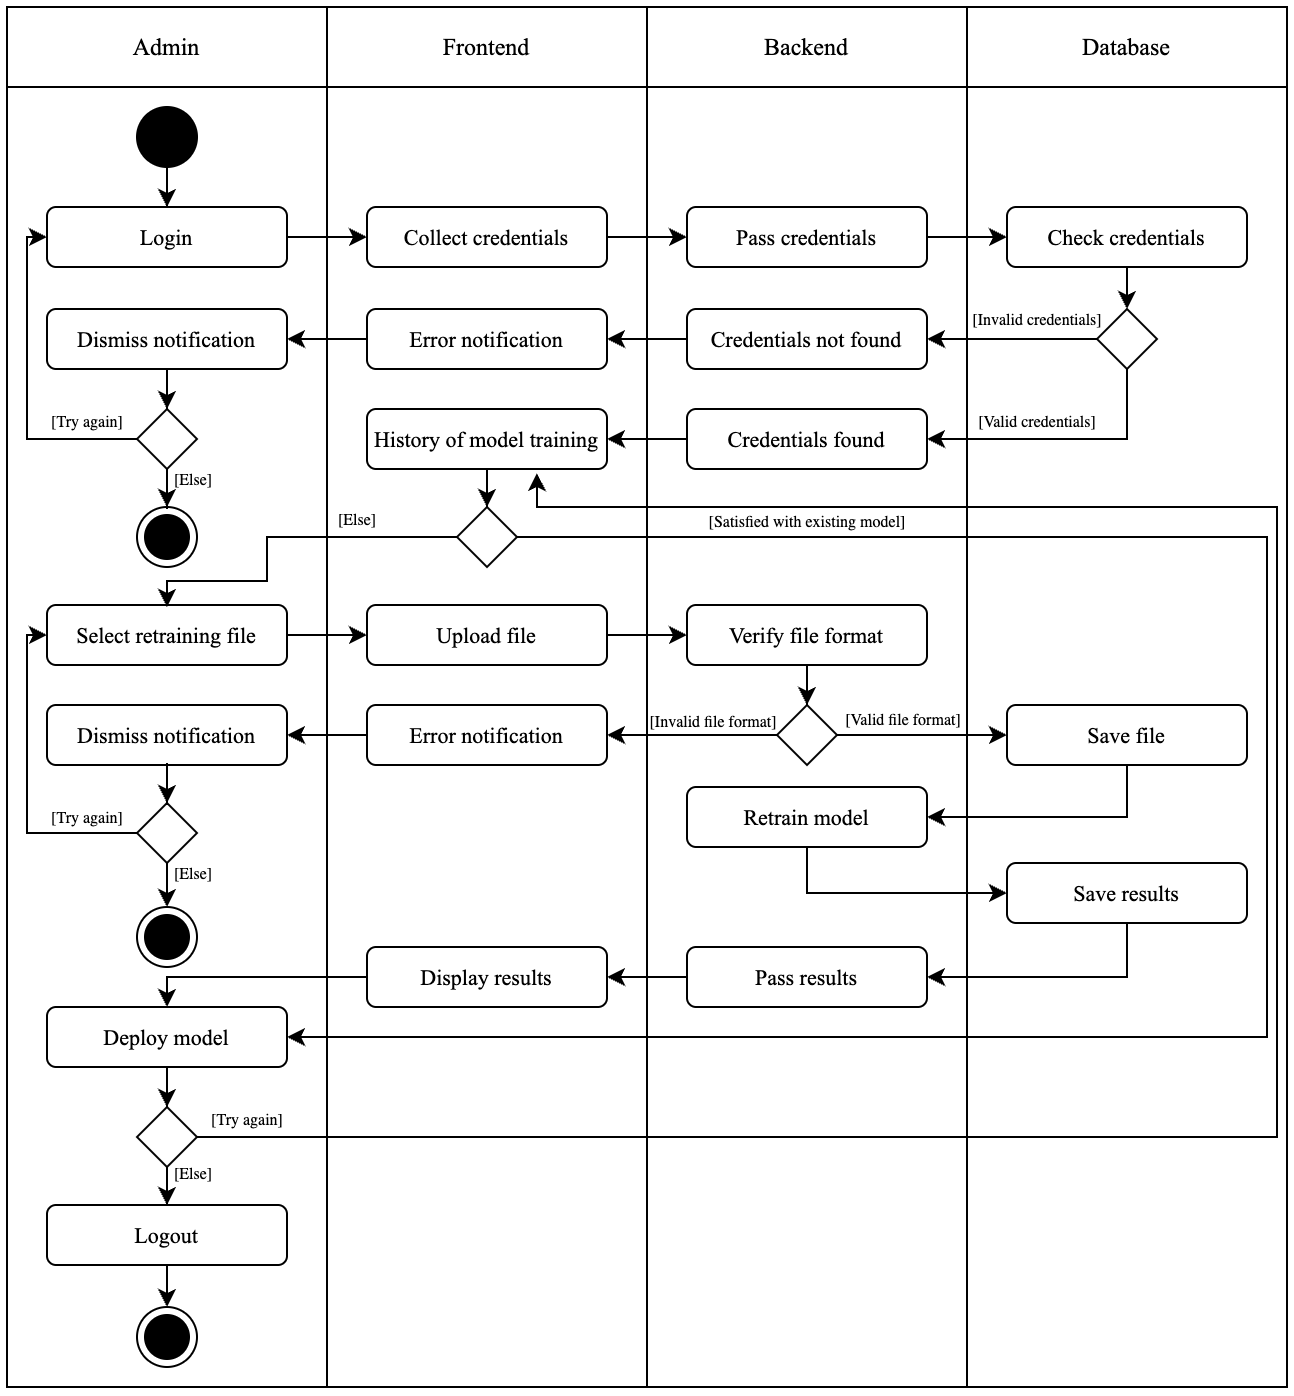 Admin
Frontend
Backend
Database
Login
Collect credentials
Pass credentials
Check credentials
Dismiss notification
Error notification
Credentials not found
[Invalid credentials]
[Try again]
History of model training
Credentials found
[Valid credentials]
[Else]
[Else]
[Satisfied with existing model]
Select retraining file
Upload file
Verify file format
Dismiss notification
Error notification
[Invalid file format]
[Valid file format]
Save file
[Try again]
Retrain model
[Else]
Save results
Display results
Pass results
Deploy model
[Try again]
[Else]
Logout